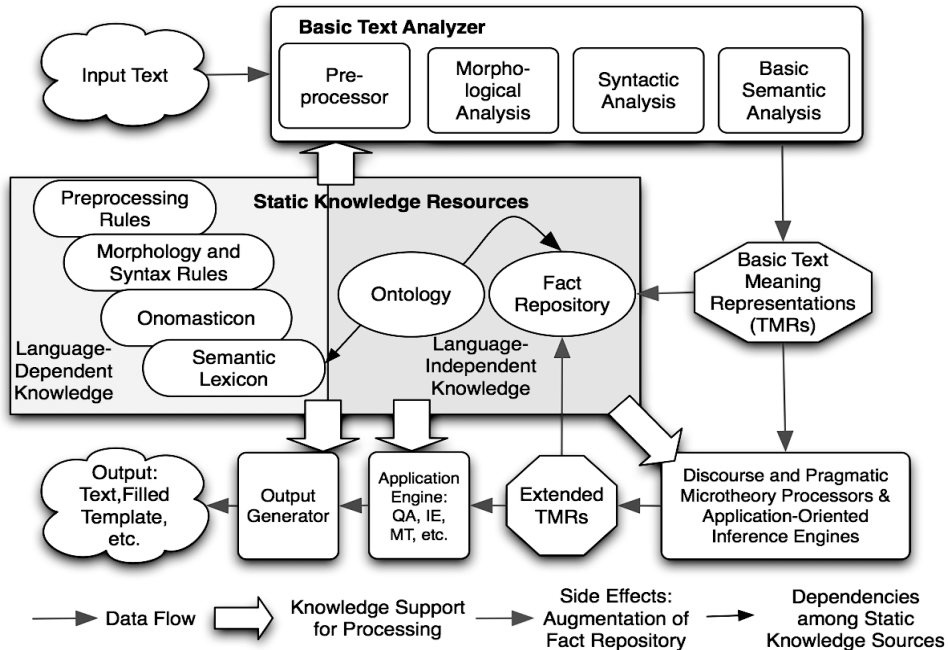 Basic Text Analyzer
Input Text
Pre-
processor
Morpho-
logical
Analysis
Syntactic
Analysis
Basic
Semantic
Analysis
Static Knowledge Resources
Preprocessing
Rules
Morphology and
Syntax Rules
Onomasticon
Semantic
Lexicon
Language-
Dependent
Knowledge
Ontology
Fact
Repository
Language-
Independent
Knowledge
Basic Text
Meaning
Representations
(TMRs)
Output:
Text,Filled
Template,
etc.
Output
Generator
Application
Engine:
QA, IE,
MT, etc.
Extended
TMRs
Discourse and Pragmatic
Microtheory Processors &
Application-Oriented
Inference Engines
Data Flow
Knowledge Support
for Processing
Side Effects:
Augmentation of
Fact Repository
Dependencies
among Static
Knowledge Sources